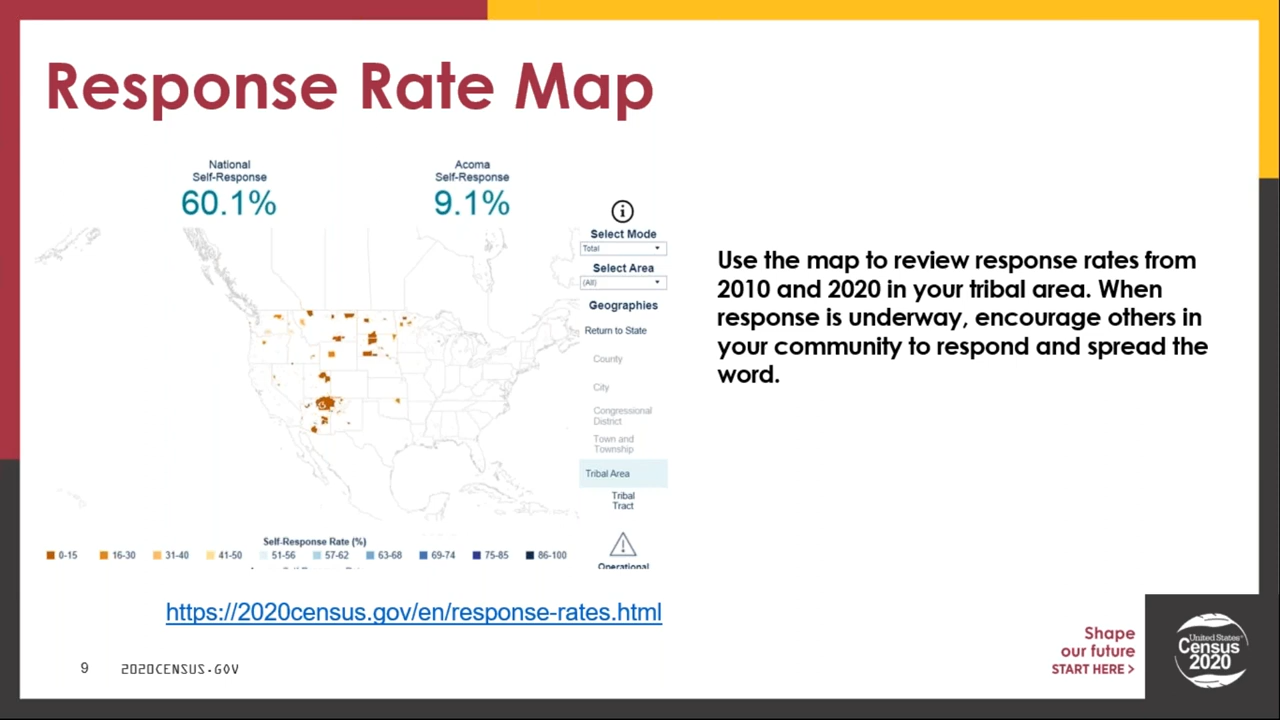 Response Rate Map
National
Self-Response
60.1%
Acoma
Self-Response
9.1%
Select Mode
Total
Select Area
(All)
Geographies
Return to State
County
City
Congressional
District
Town and
Township
Tribal Area
Tribal
Tract
Operational
Self-Response Rate (%)
0-15 16-30 31-40 41-50 51-56 57-62 63-68 69-74 75-85 86-100
https://2020census.gov/en/response-rates.html
Use the map to review response rates from
2010 and 2020 in your tribal area. When
response is underway, encourage others in
your community to respond and spread the
word.
9 2020CENSUS.GOV
Shape
our future
START HERE >
United States®
Census
2020